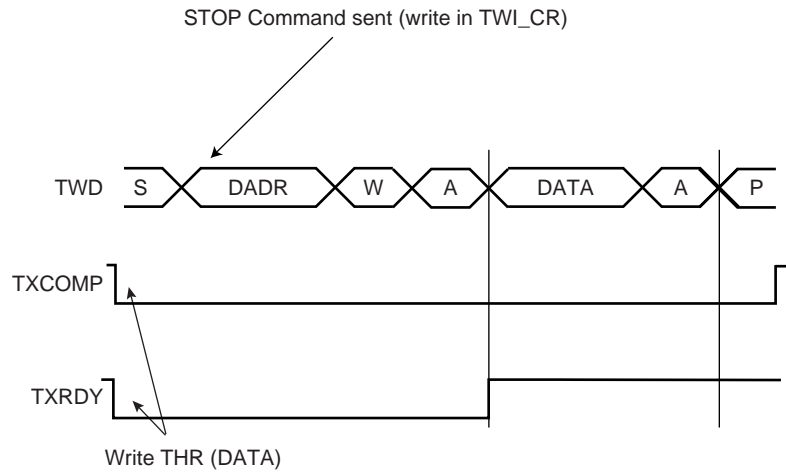 STOP Command sent (write in TWI_CR)
TWD S DADR W A DATA A P
TXCOMP
TXRDY
Write THR (DATA)